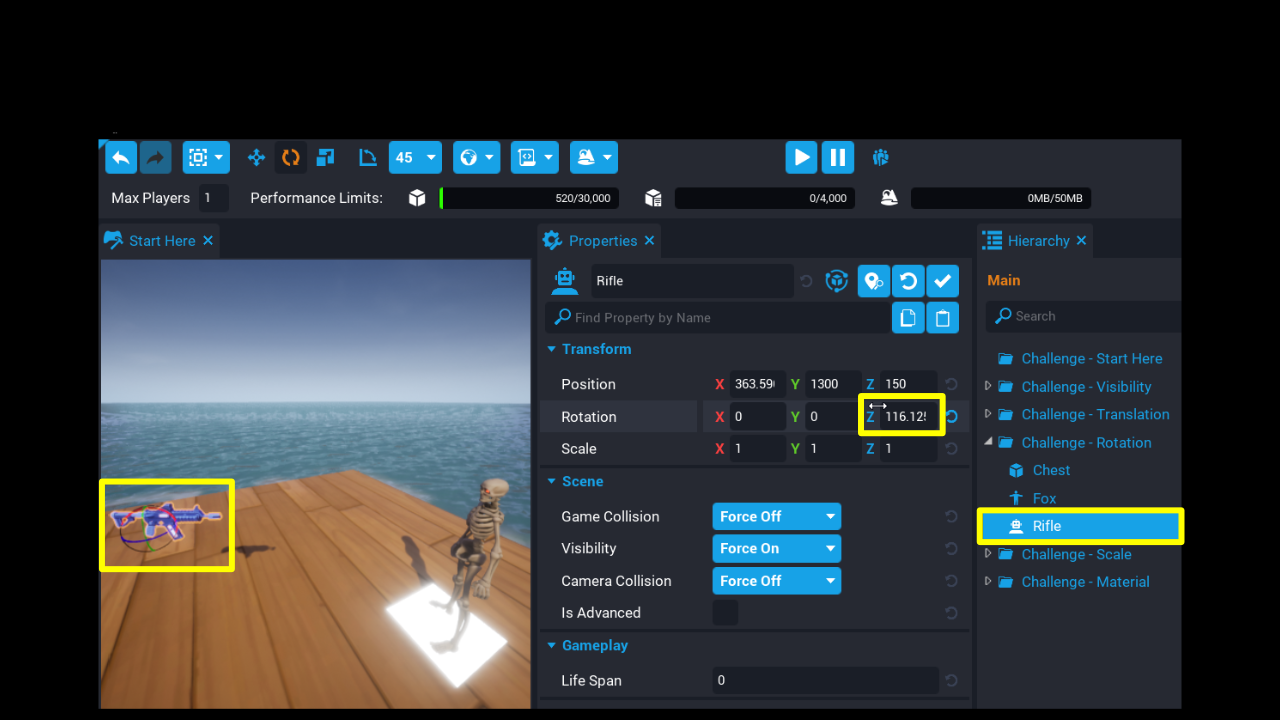 45
Max Players 1 Performance Limits: 520/30,000 0/4,000 0MB/50MB
Start Here Properties Hierarchy
Rifle
Main
Find Property by Name
Search
Transform
Challenge - Start Here
Position X 363.59 Y 1300 Z 150
Challenge - Visibility
Rotation X 0 Y 0 Z 116.125
Challenge - Translation
Scale X 1 Y 1 Z 1
Challenge - Rotation
Chest
Scene
Fox
Game Collision Force Off
Rifle
Visibility Force On
Challenge - Scale
Camera Collision Force Off
Challenge - Material
Is Advanced
Gameplay
Life Span 0